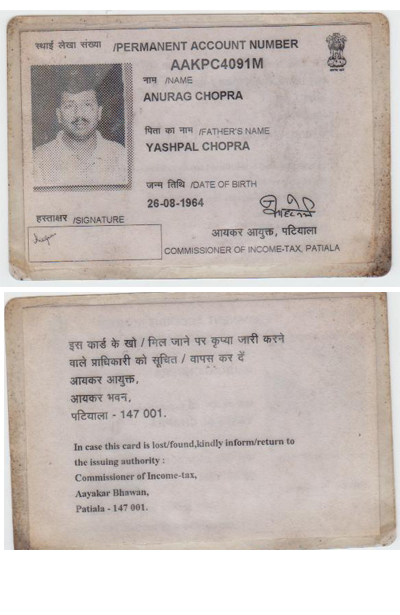 स्थाई लेखा संख्या /PERMANENT ACCOUNT NUMBER
AAKPC4091M
नाम /NAME
ANURAG CHOPRA
पिता का नाम /FATHER'S NAME
YASHPAL CHOPRA
जन्म तिथि /DATE OF BIRTH
26-08-1964
हस्ताक्षर /SIGNATURE
आयकर आयुक्त, पटियाला
COMMISSIONER OF INCOME-TAX, PATIALA
इस कार्ड के खो / मिल जाने पर कृप्या जारी करने
वाले प्राधिकारी को सूचित / वापस कर दें
आयकर आयुक्त,
आयकर भवन,
पटियाला - 147 001.
In case this card is lost/found,kindly inform/return to
the issuing authority :
Commissioner of Income-tax,
Aayakar Bhawan,
Patiala - 147 001.